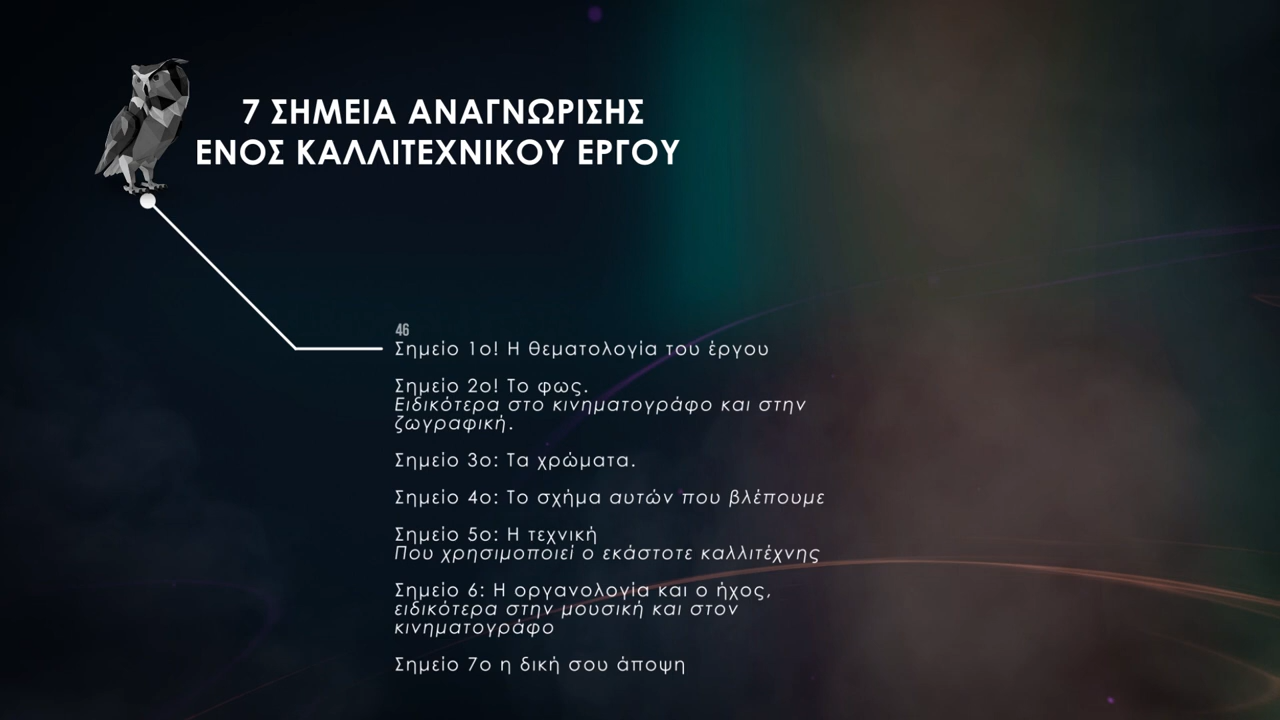 7 ΣΗΜΕΙΑ ΑΝΑΓΝΩΡΙΣΗΣ
ΕΝΟΣ ΚΑΛΛΙΤΕΧΝΙΚΟΥ ΕΡΓΟΥ
46
Σημείο 1ο! Η θεματολογία του έργου
Σημείο 2ο! Το φως.
Ειδικότερα στο κινηματογράφο και στην
ζωγραφική.
Σημείο 3ο: Τα χρώματα.
Σημείο 4ο: Το σχήμα αυτών που βλέπουμε
Σημείο 5ο: Η τεχνική
Που χρησιμοποιεί ο εκάστοτε καλλιτέχνης
Σημείο 6: Η οργανολογία και ο ήχος,
ειδικότερα στην μουσική και στον
κινηματογράφο
Σημείο 7ο η δική σου άποψη